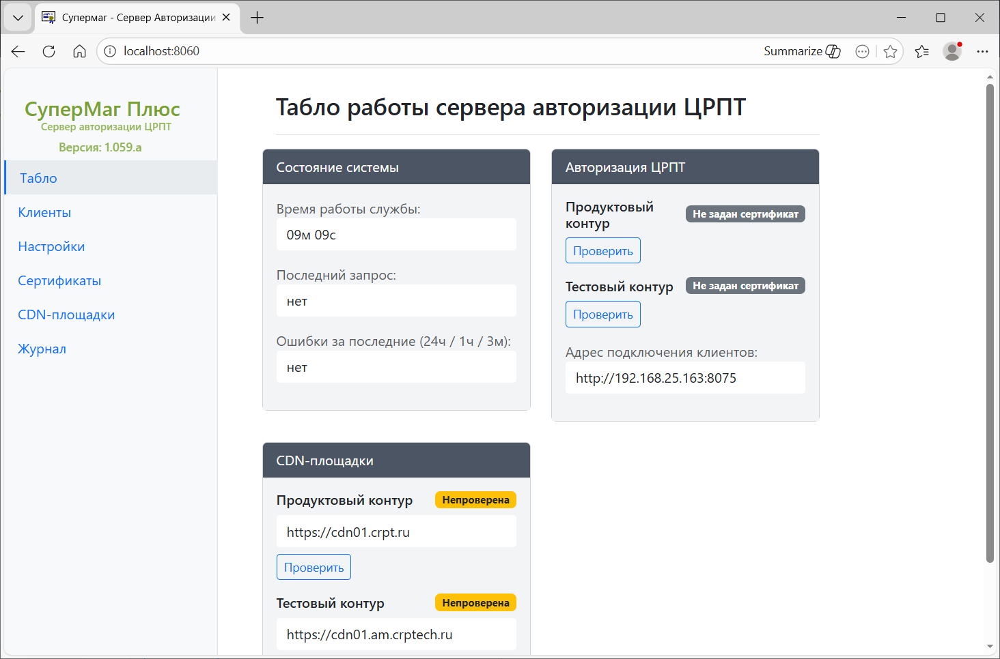 Супермаг - Сервер Авторизации
localhost:8060
Summarize
СуперМаг Плюс
Сервер авторизации ЦРПТ
Версия: 1.059.a
Табло
Клиенты
Настройки
Сертификаты
CDN-площадки
Журнал
Табло работы сервера авторизации ЦРПТ
Состояние системы
Время работы службы:
09м 09с
Последний запрос:
нет
Ошибки за последние (24ч / 1ч / 3м):
нет
Авторизация ЦРПТ
Продуктовый
контур
Не задан сертификат
Проверить
Тестовый контур
Не задан сертификат
Проверить
Адрес подключения клиентов:
http://192.168.25.163:8075
CDN-площадки
Продуктовый контур
Непроверена
https://cdn01.crpt.ru
Проверить
Тестовый контур
Непроверена
https://cdn01.am.crptech.ru